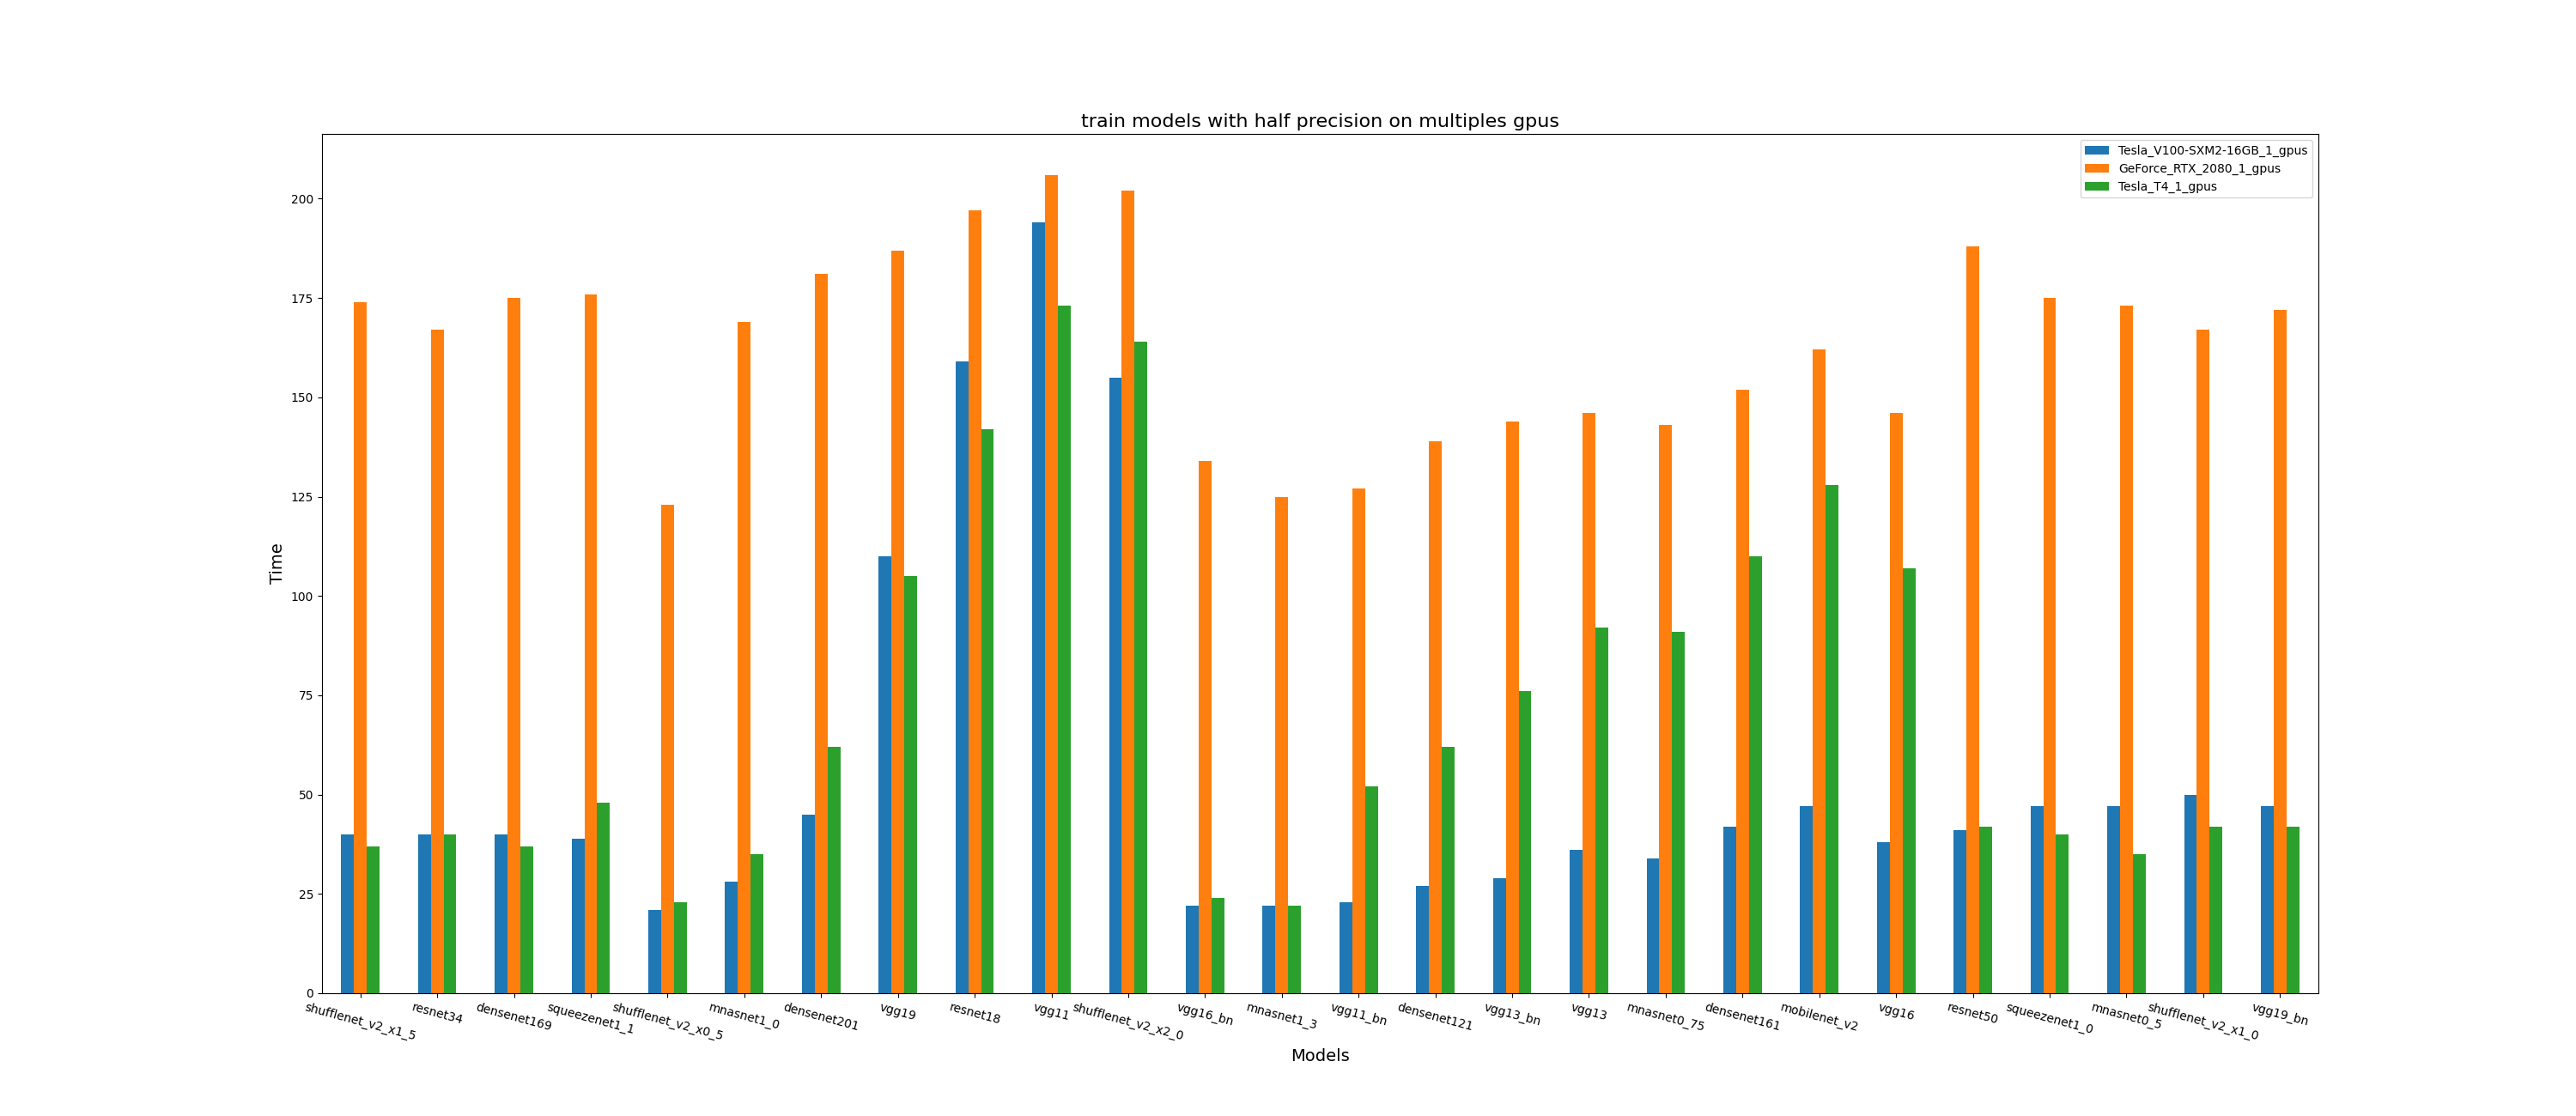 train models with half precision on multiples gpus
Tesla_V100-SXM2-16GB_1_gpus
GeForce_RTX_2080_1_gpus
Tesla_T4_1_gpus
Time
200
175
150
125
100
75
50
25
0
shufflenet_v2_x1_5
resnet34
densenet169
squeezenet1_1
shufflenet_v2_x0_5
mnasnet1_0
densenet201
vgg19
resnet18
vgg11
shufflenet_v2_x2_0
vgg16_bn
mnasnet1_3
vgg11_bn
densenet121
vgg13_bn
vgg13
mnasnet0_75
densenet161
mobilenet_v2
vgg16
resnet50
squeezenet1_0
mnasnet0_5
shufflenet_v2_x1_0
vgg19_bn
Models